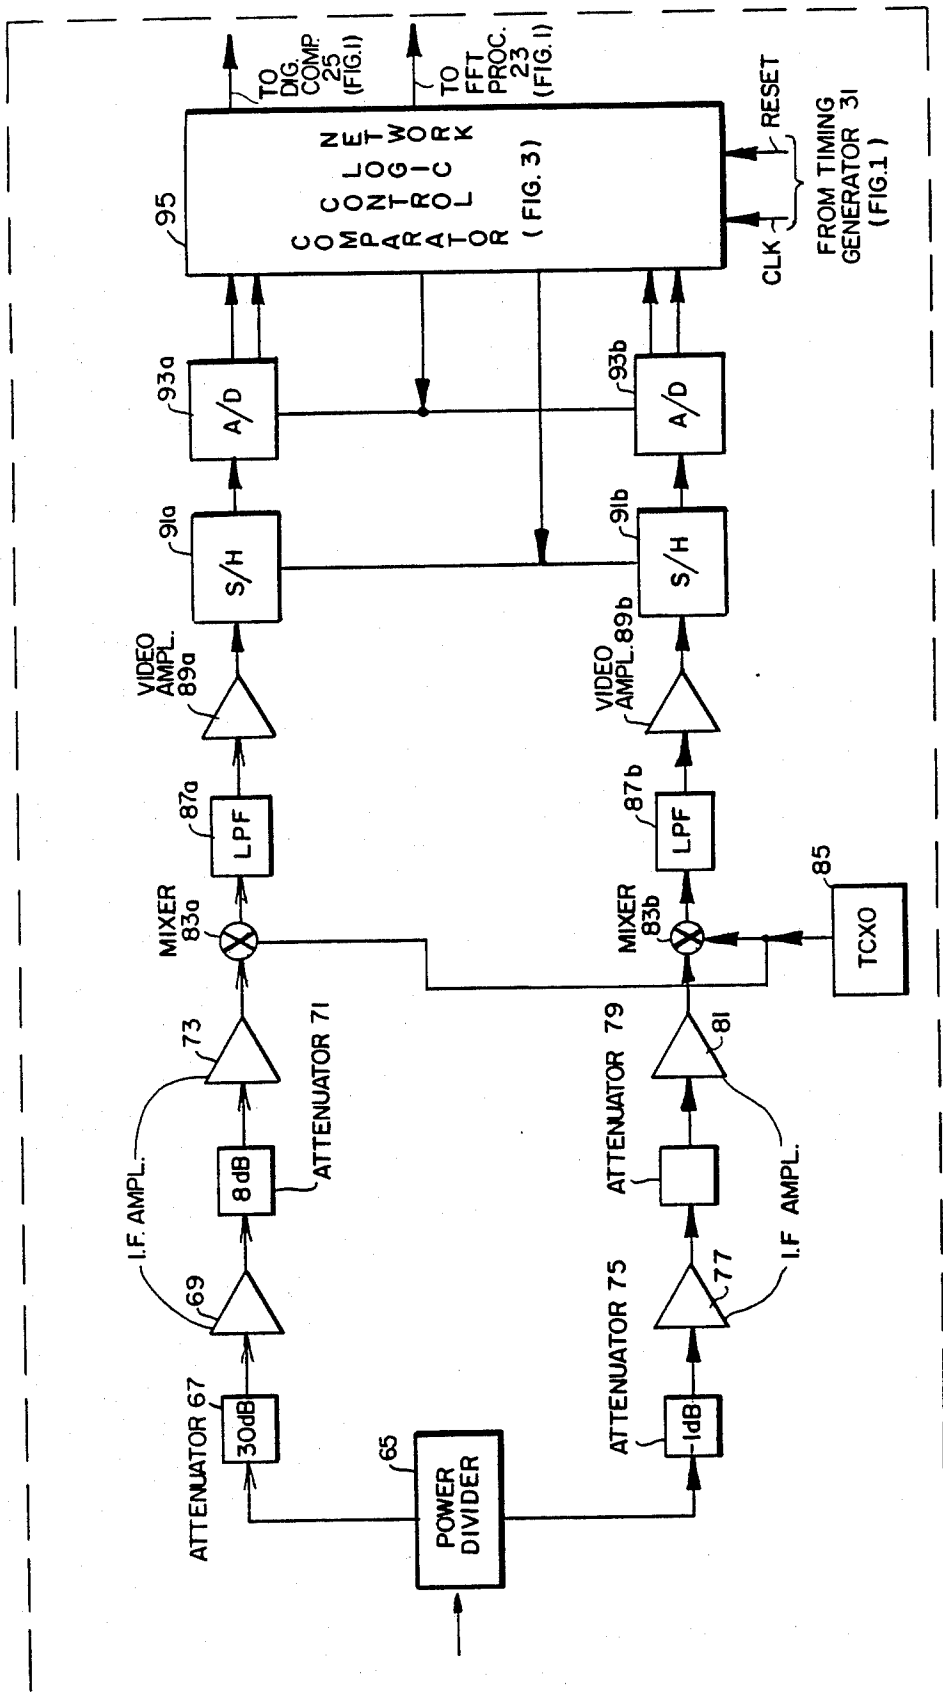 POWER
DIVIDER
65
ATTENUATOR 67
30dB
69
I.F. AMPL.
8dB
ATTENUATOR 71
73
MIXER
83a
LPF
87a
VIDEO
AMPL.
89a
S/H
91a
A/D
93a
95
COMPARATOR
CONTROL
LOGIC
NETWORK
(FIG. 3)
TO
DIG.
COMP.
25
(FIG.1)
TO
FFT
PROC.
23
(FIG. 1)
ATTENUATOR 75
-1dB
77
I.F AMPL.
ATTENUATOR 79
81
MIXER
83b
TCXO
85
LPF
87b
VIDEO
AMPL.89b
S/H
91b
A/D
93b
CLK
RESET
FROM TIMING
GENERATOR 31
(FIG.1)